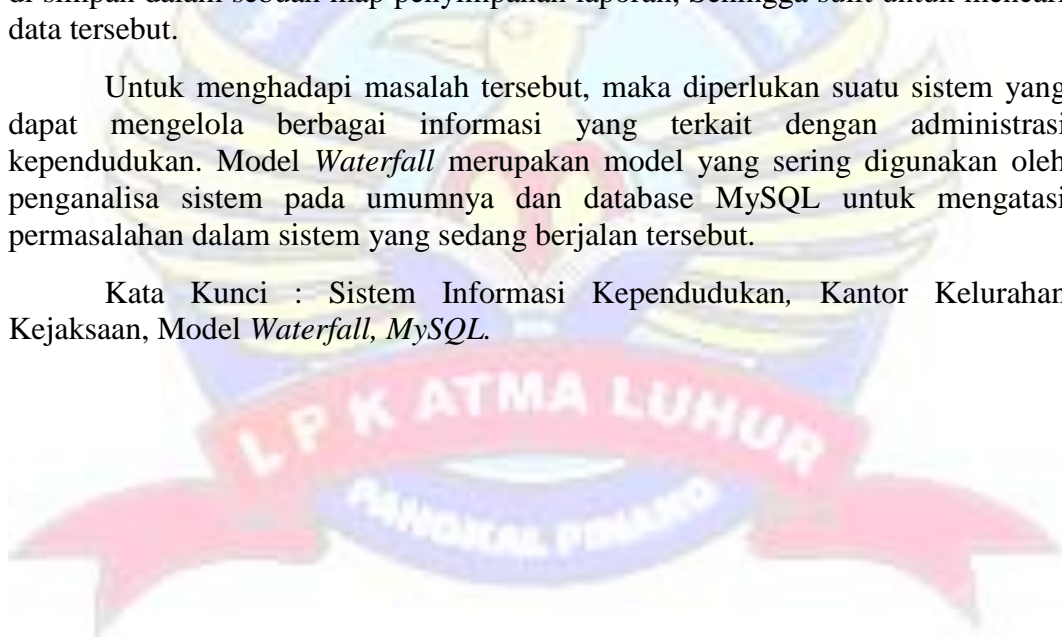 di simpan dalam sebuah map penyimpanan laporan, Sehingga sulit untuk mencari
data tersebut.
Untuk menghadapi masalah tersebut, maka diperlukan suatu sistem yang
dapat mengelola berbagai informasi yang terkait dengan administrasi
kependudukan. Model Waterfall merupakan model yang sering digunakan oleh
penganalisa sistem pada umumnya dan database MySQL untuk mengatasi
permasalahan dalam sistem yang sedang berjalan tersebut.
Kata Kunci : Sistem Informasi Kependudukan, Kantor Kelurahan
Kejaksaan, Model Waterfall, MySQL.
L P K ATMA LUHUR
PANGKAL PINANG